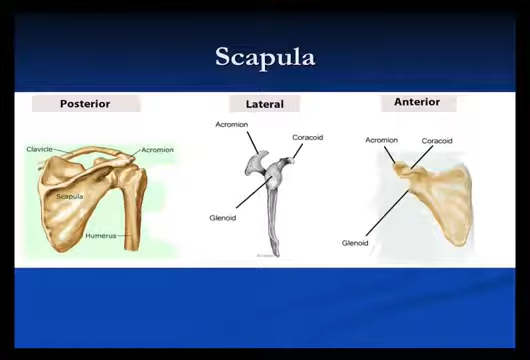 Scapula
Posterior
Lateral
Anterior
Clavicle
Acromion
Scapula
Humerus
Acromion
Coracoid
Glenoid
Acromion
Coracoid
Glenoid